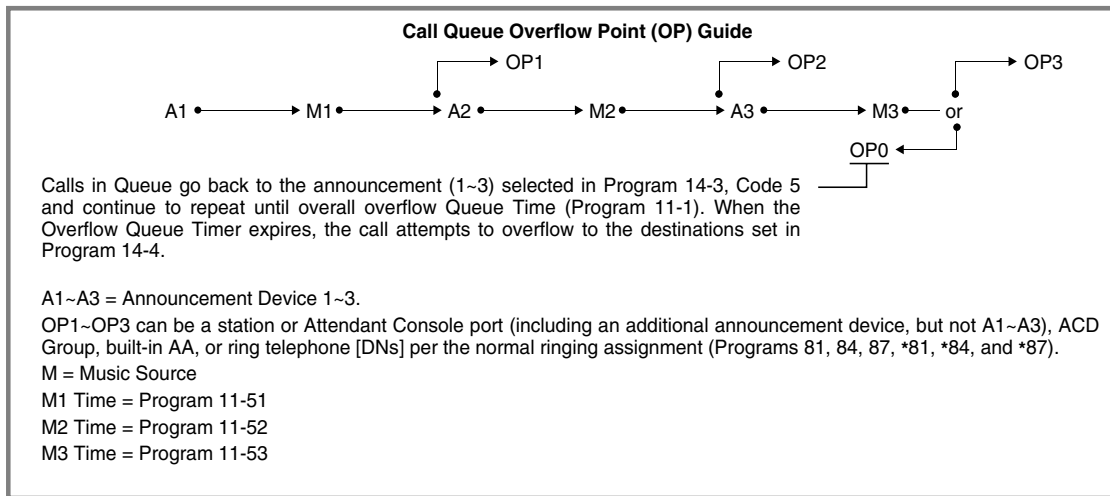 Call Queue Overflow Point (OP) Guide
OP1 OP2 OP3
A1 M1 A2 M2 A3 M3 or
OP0
Calls in Queue go back to the announcement (1~3) selected in Program 14-3, Code 5
and continue to repeat until overall overflow Queue Time (Program 11-1). When the
Overflow Queue Timer expires, the call attempts to overflow to the destinations set in
Program 14-4.
A1~A3 = Announcement Device 1~3.
OP1~OP3 can be a station or Attendant Console port (including an additional announcement device, but not A1~A3), ACD
Group, built-in AA, or ring telephone [DNs] per the normal ringing assignment (Programs 81, 84, 87, *81, *84, and *87).
M = Music Source
M1 Time = Program 11-51
M2 Time = Program 11-52
M3 Time = Program 11-53